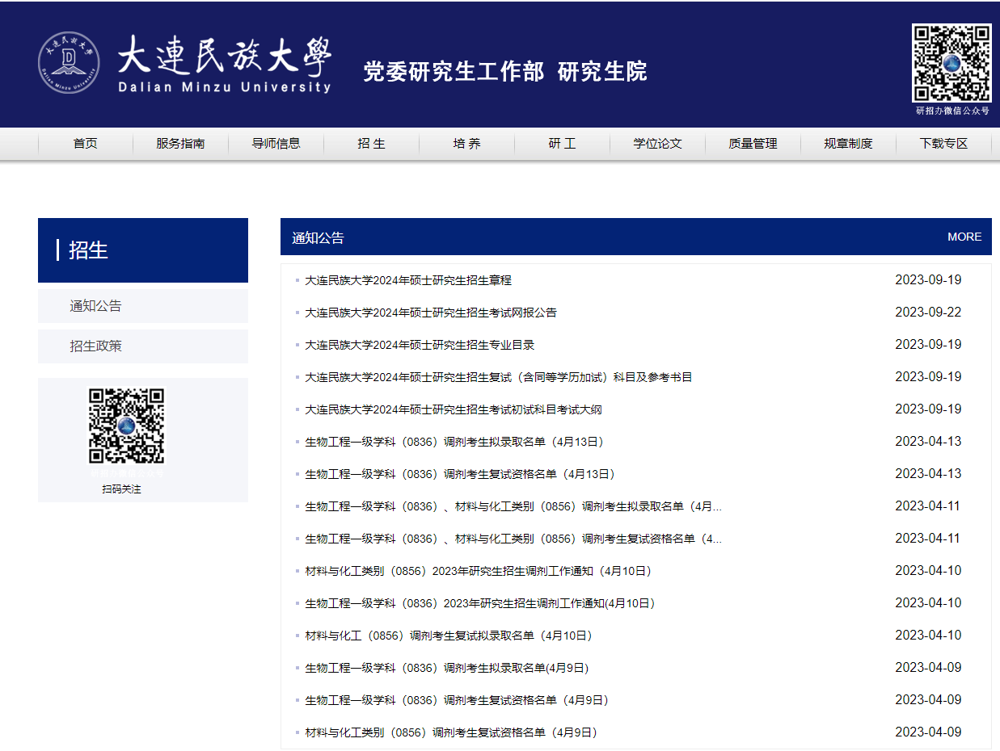 大連民族大學
Dalian Minzu University
党委研究生工作部 研究生院
研招办微信公众号
首页 服务指南 导师信息 招 生 培 养 研 工 学位论文 质量管理 规章制度 下载专区
招生
通知公告
招生政策
研招办微信公众号
扫码关注
通知公告 MORE
大连民族大学2024年硕士研究生招生章程 2023-09-19
大连民族大学2024年硕士研究生招生考试网报公告 2023-09-22
大连民族大学2024年硕士研究生招生专业目录 2023-09-19
大连民族大学2024年硕士研究生招生复试（含同等学历加试）科目及参考书目 2023-09-19
大连民族大学2024年硕士研究生招生考试初试科目考试大纲 2023-09-19
生物工程一级学科（0836）调剂考生拟录取名单（4月13日） 2023-04-13
生物工程一级学科（0836）调剂考生复试资格名单（4月13日） 2023-04-13
生物工程一级学科（0836）、材料与化工类别（0856）调剂考生拟录取名单（4月... 2023-04-11
生物工程一级学科（0836）、材料与化工类别（0856）调剂考生复试资格名单（4... 2023-04-11
材料与化工类别（0856）2023年研究生招生调剂工作通知（4月10日） 2023-04-10
生物工程一级学科（0836）2023年研究生招生调剂工作通知(4月10日） 2023-04-10
材料与化工（0856）调剂考生复试拟录取名单（4月10日） 2023-04-10
生物工程一级学科（0836）调剂考生拟录取名单(4月9日) 2023-04-09
生物工程一级学科（0836）调剂考生复试资格名单（4月9日） 2023-04-09
材料与化工类别（0856）调剂考生复试资格名单（4月9日） 2023-04-09